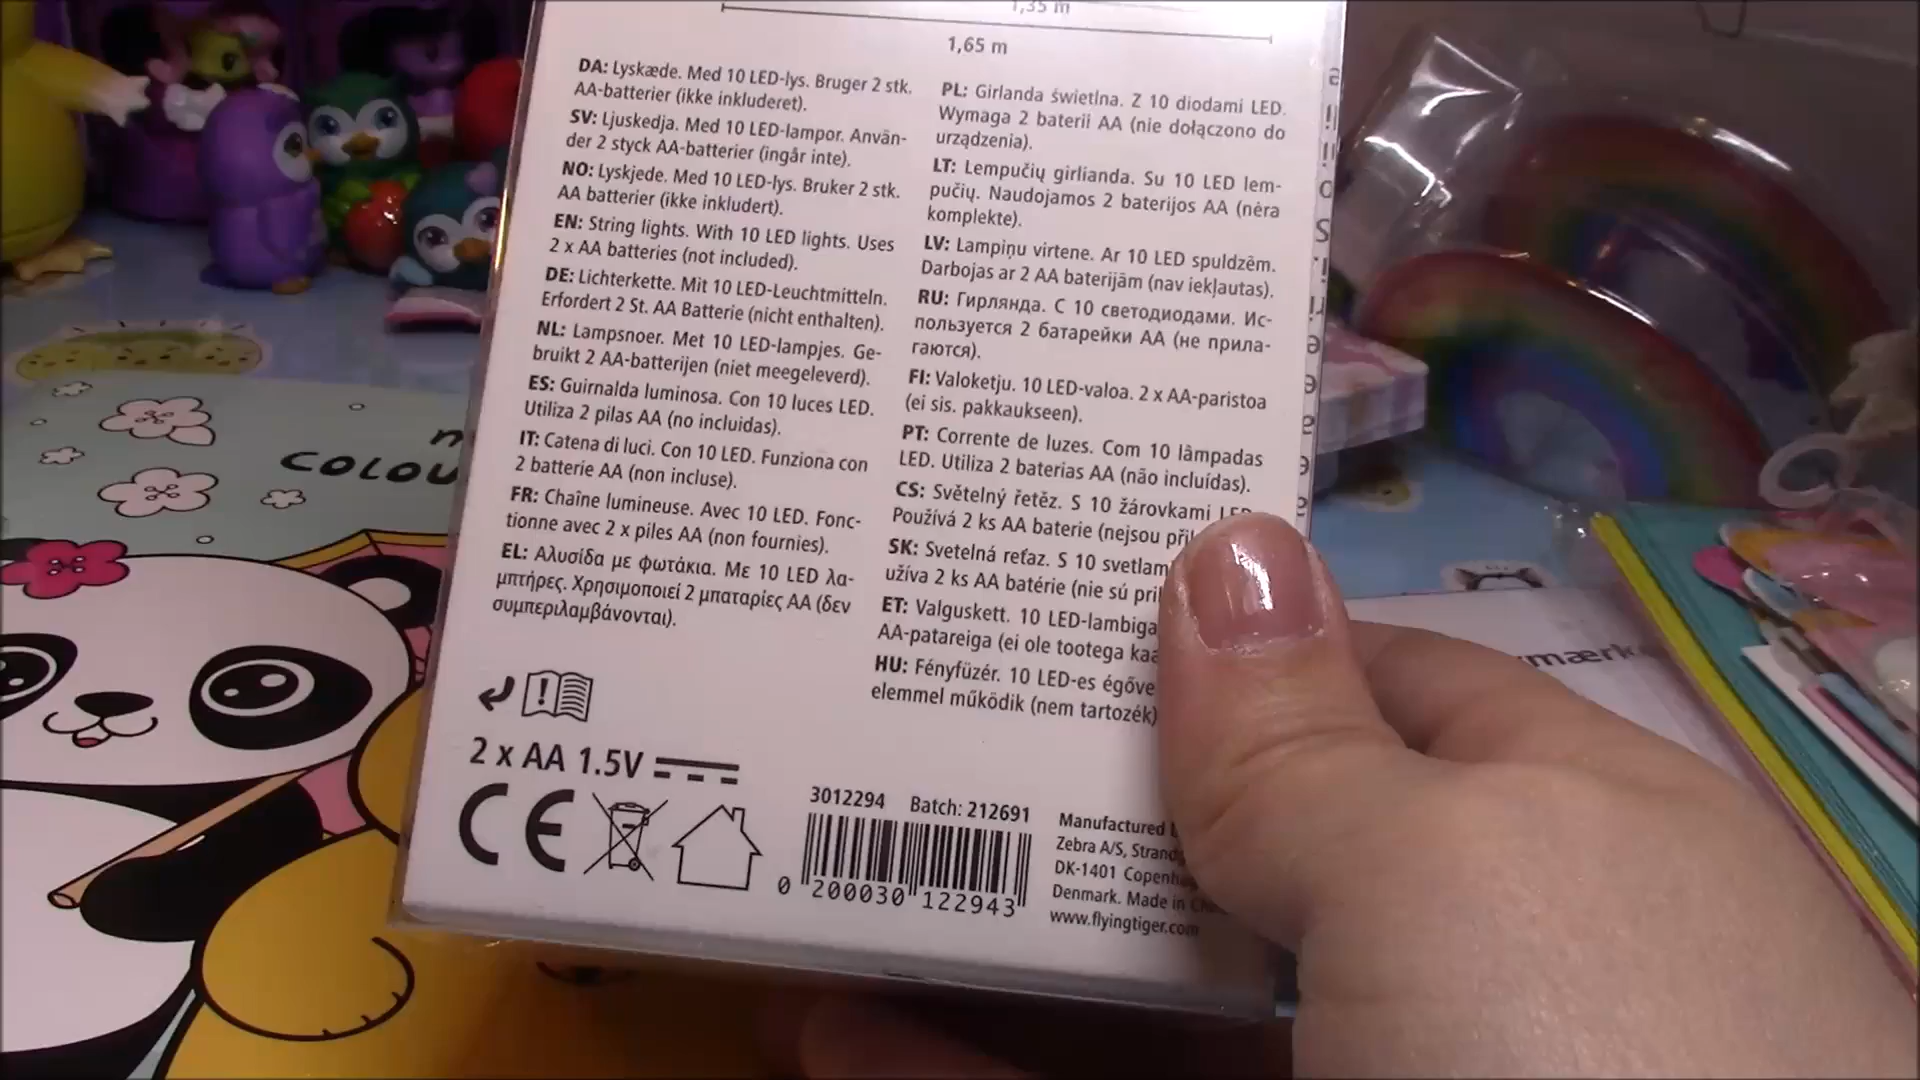 1,35 m
1,65 m
DA: Lyskæde. Med 10 LED-lys. Bruger 2 stk.
AA-batterier (ikke inkluderet).
SV: Ljuskedja. Med 10 LED-lampor. Använ-
der 2 styck AA-batterier (ingår inte).
NO: Lyskjede. Med 10 LED-lys. Bruker 2 stk.
AA batterier (ikke inkludert).
EN: String lights. With 10 LED lights. Uses
2 x AA batteries (not included).
DE: Lichterkette. Mit 10 LED-Leuchtmitteln.
Erfordert 2 St. AA Batterie (nicht enthalten).
NL: Lampsnoer. Met 10 LED-lampjes. Ge-
bruikt 2 AA-batterijen (niet meegeleverd).
ES: Guirnalda luminosa. Con 10 luces LED.
Utiliza 2 pilas AA (no incluidas).
IT: Catena di luci. Con 10 LED. Funziona con
2 batterie AA (non incluse).
FR: Chaîne lumineuse. Avec 10 LED. Fonc-
tionne avec 2 x piles AA (non fournies).
EL: Αλυσίδα με φωτάκια. Με 10 LED λα-
μπτήρες. Χρησιμοποιεί 2 μπαταρίες AA (δεν
συμπεριλαμβάνονται).
PL: Girlanda świetlna. Z 10 diodami LED.
Wymaga 2 baterii AA (nie dołączono do
urządzenia).
LT: Lempučių girlianda. Su 10 LED lem-
pučių. Naudojamos 2 baterijos AA (nėra
komplekte).
LV: Lampiņu virtene. Ar 10 LED spuldzēm.
Darbojas ar 2 AA baterijām (nav iekļautas).
RU: Гирлянда. С 10 светодиодами. Ис-
пользуется 2 батарейки AA (не прила-
гаются).
FI: Valoketju. 10 LED-valoa. 2 x AA-paristoa
(ei sis. pakkaukseen).
PT: Corrente de luzes. Com 10 lâmpadas
LED. Utiliza 2 baterias AA (não incluídas).
CS: Světelný řetěz. S 10 žárovkami LED.
Používá 2 ks AA baterie (nejsou
SK: Svetelná reťaz. S 10
užíva 2 ks AA batérie (nie sú
ET: Valguskett. 10 LED-lambiga
AA-patareiga (ei ole tootega
HU: Fényfüzér. 10 LED-es
elemmel működik (nem tartozék)
2 x AA 1.5V
CE
3012294 Batch: 212691
0 200030 122943
Manufactured
Zebra A/S,
DK-1401
Denmark. Made in
www.flyingtiger.com
COLOU